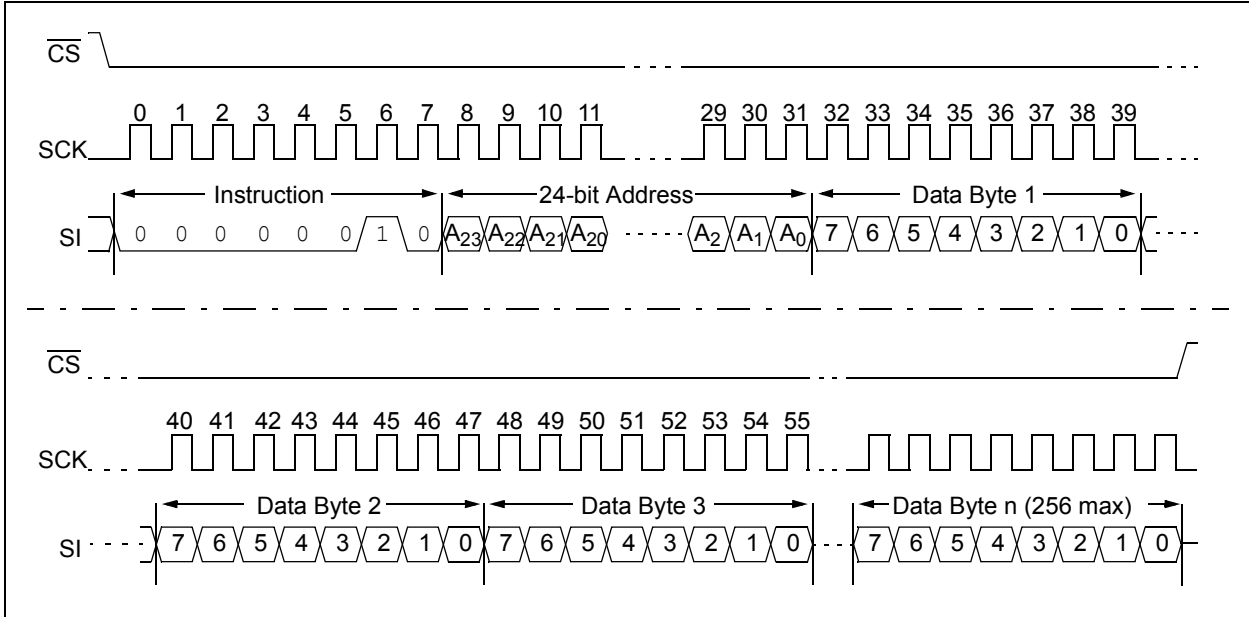 CS
0 1 2 3 4 5 6 7 8 9 10 11 29 30 31 32 33 34 35 36 37 38 39
SCK
Instruction 24-bit Address Data Byte 1
SI 0 0 0 0 0 0 1 0 A23 A22 A21 A20 A2 A1 A0 7 6 5 4 3 2 1 0
CS
40 41 42 43 44 45 46 47 48 49 50 51 52 53 54 55
SCK
Data Byte 2 Data Byte 3 Data Byte n (256 max)
SI 7 6 5 4 3 2 1 0 7 6 5 4 3 2 1 0 7 6 5 4 3 2 1 0